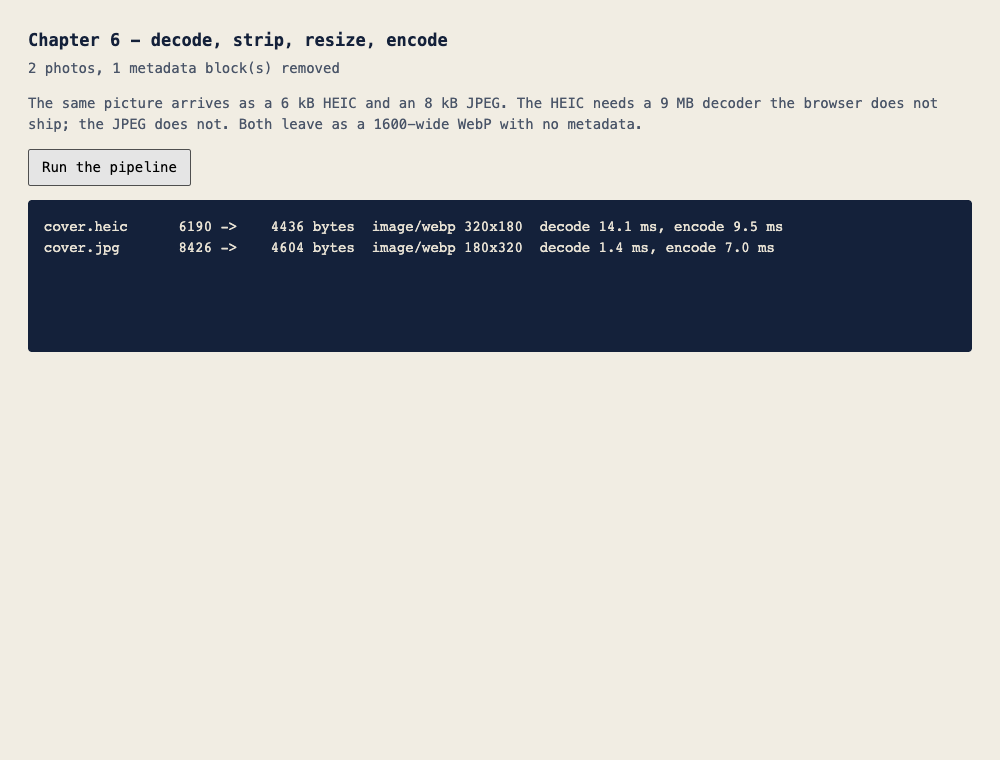 Chapter 6 — decode, strip, resize, encode
2 photos, 1 metadata block(s) removed
The same picture arrives as a 6 kB HEIC and an 8 kB JPEG. The HEIC needs a 9 MB decoder the browser does not
ship; the JPEG does not. Both leave as a 1600-wide WebP with no metadata.
Run the pipeline
cover.heic      6190 ->    4436 bytes  image/webp 320x180  decode 14.1 ms, encode 9.5 ms
cover.jpg       8426 ->    4604 bytes  image/webp 180x320  decode 1.4 ms, encode 7.0 ms